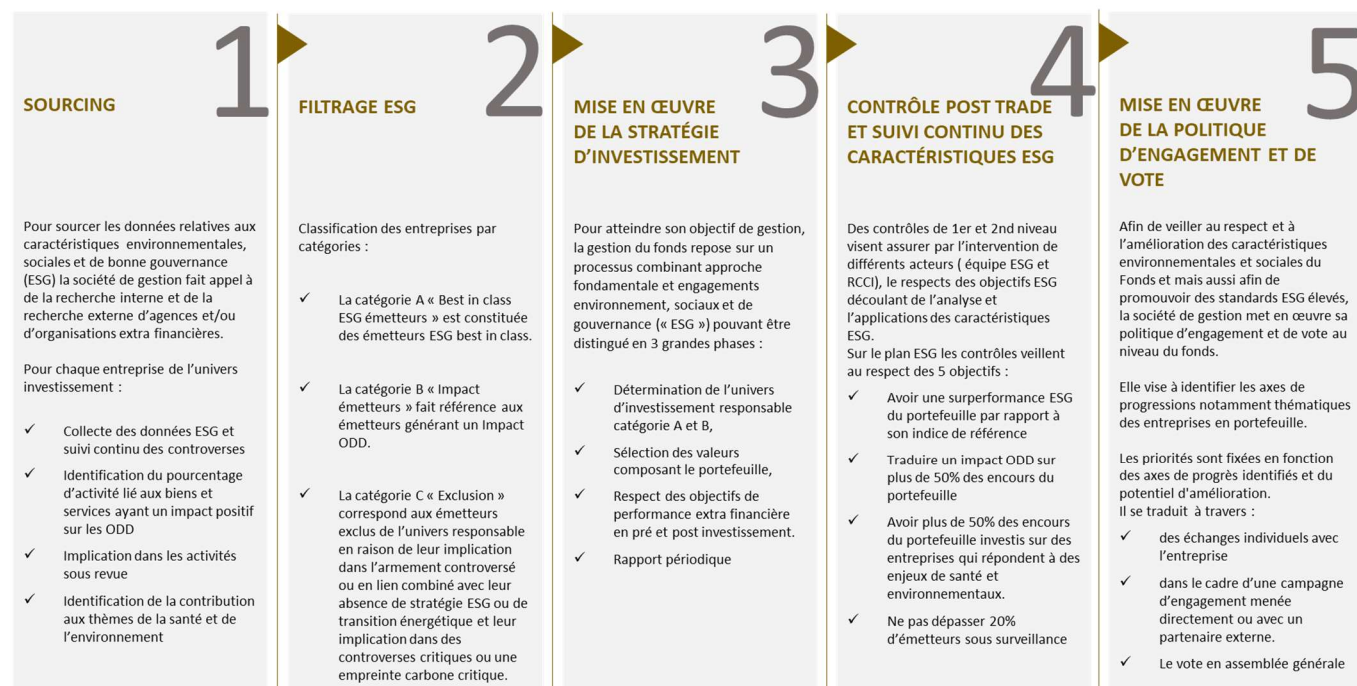 1
SOURCING
Pour sourcer les données relatives aux
caractéristiques environnementales,
sociales et de bonne gouvernance
(ESG) la société de gestion fait appel à
de la recherche interne et de la
recherche externe d'agences et/ou
d'organisations extra financières.
Pour chaque entreprise de l'univers
investissement :
✓ Collecte des données ESG et
suivi continu des controverses
✓ Identification du pourcentage
d'activité lié aux biens et
services ayant un impact positif
sur les ODD
✓ Implication dans les activités
sous revue
✓ Identification de la contribution
aux thèmes de la santé et de
l'environnement
2
FILTRAGE ESG
Classification des entreprises par
catégories :
✓ La catégorie A « Best in class
ESG émetteurs » est constituée
des émetteurs ESG best in class.
✓ La catégorie B « Impact
émetteurs » fait référence aux
émetteurs générant un Impact
ODD.
✓ La catégorie C « Exclusion »
correspond aux émetteurs
exclus de l'univers responsable
en raison de leur implication
dans l'armement controversé
ou en lien combiné avec leur
absence de stratégie ESG ou de
transition énergétique et leur
implication dans des
controverses critiques ou une
empreinte carbone critique.
3
MISE EN ŒUVRE
DE LA STRATÉGIE
D'INVESTISSEMENT
Pour atteindre son objectif de gestion,
la gestion du fonds repose sur un
processus combinant approche
fondamentale et engagements
environnement, sociaux et de
gouvernance (« ESG ») pouvant être
distingué en 3 grandes phases :
✓ Détermination de l'univers
d'investissement responsable
catégorie A et B,
✓ Sélection des valeurs
composant le portefeuille,
✓ Respect des objectifs de
performance extra financière
en pré et post investissement.
✓ Rapport périodique
4
CONTRÔLE POST TRADE
ET SUIVI CONTINU DES
CARACTÉRISTIQUES ESG
Des contrôles de 1er et 2nd niveau
visent assurer par l'intervention de
différents acteurs ( équipe ESG et
RCCI), le respects des objectifs ESG
découlant de l'analyse et
l'applications des caractéristiques
ESG.
Sur le plan ESG les contrôles veillent
au respect des 5 objectifs :
✓ Avoir une surperformance ESG
du portefeuille par rapport à
son indice de référence
✓ Traduire un impact ODD sur
plus de 50% des encours du
portefeuille
✓ Avoir plus de 50% des encours
du portefeuille investis sur des
entreprises qui répondent à des
enjeux de santé et
environnementaux.
✓ Ne pas dépasser 20%
d'émetteurs sous surveillance
5
MISE EN ŒUVRE
DE LA POLITIQUE
D'ENGAGEMENT ET DE
VOTE
Afin de veiller au respect et à
l'amélioration des caractéristiques
environnementales et sociales du
Fonds et mais aussi afin de
promouvoir des standards ESG élevés,
la société de gestion met en œuvre sa
politique d'engagement et de vote au
niveau du fonds.
Elle vise à identifier les axes de
progressions notamment thématiques
des entreprises en portefeuille.
Les priorités sont fixées en fonction
des axes de progrès identifiés et du
potentiel d'amélioration.
Il se traduit à travers :
✓ des échanges individuels avec
l'entreprise
✓ dans le cadre d'une campagne
d'engagement menée
directement ou avec un
partenaire externe.
✓ Le vote en assemblée générale